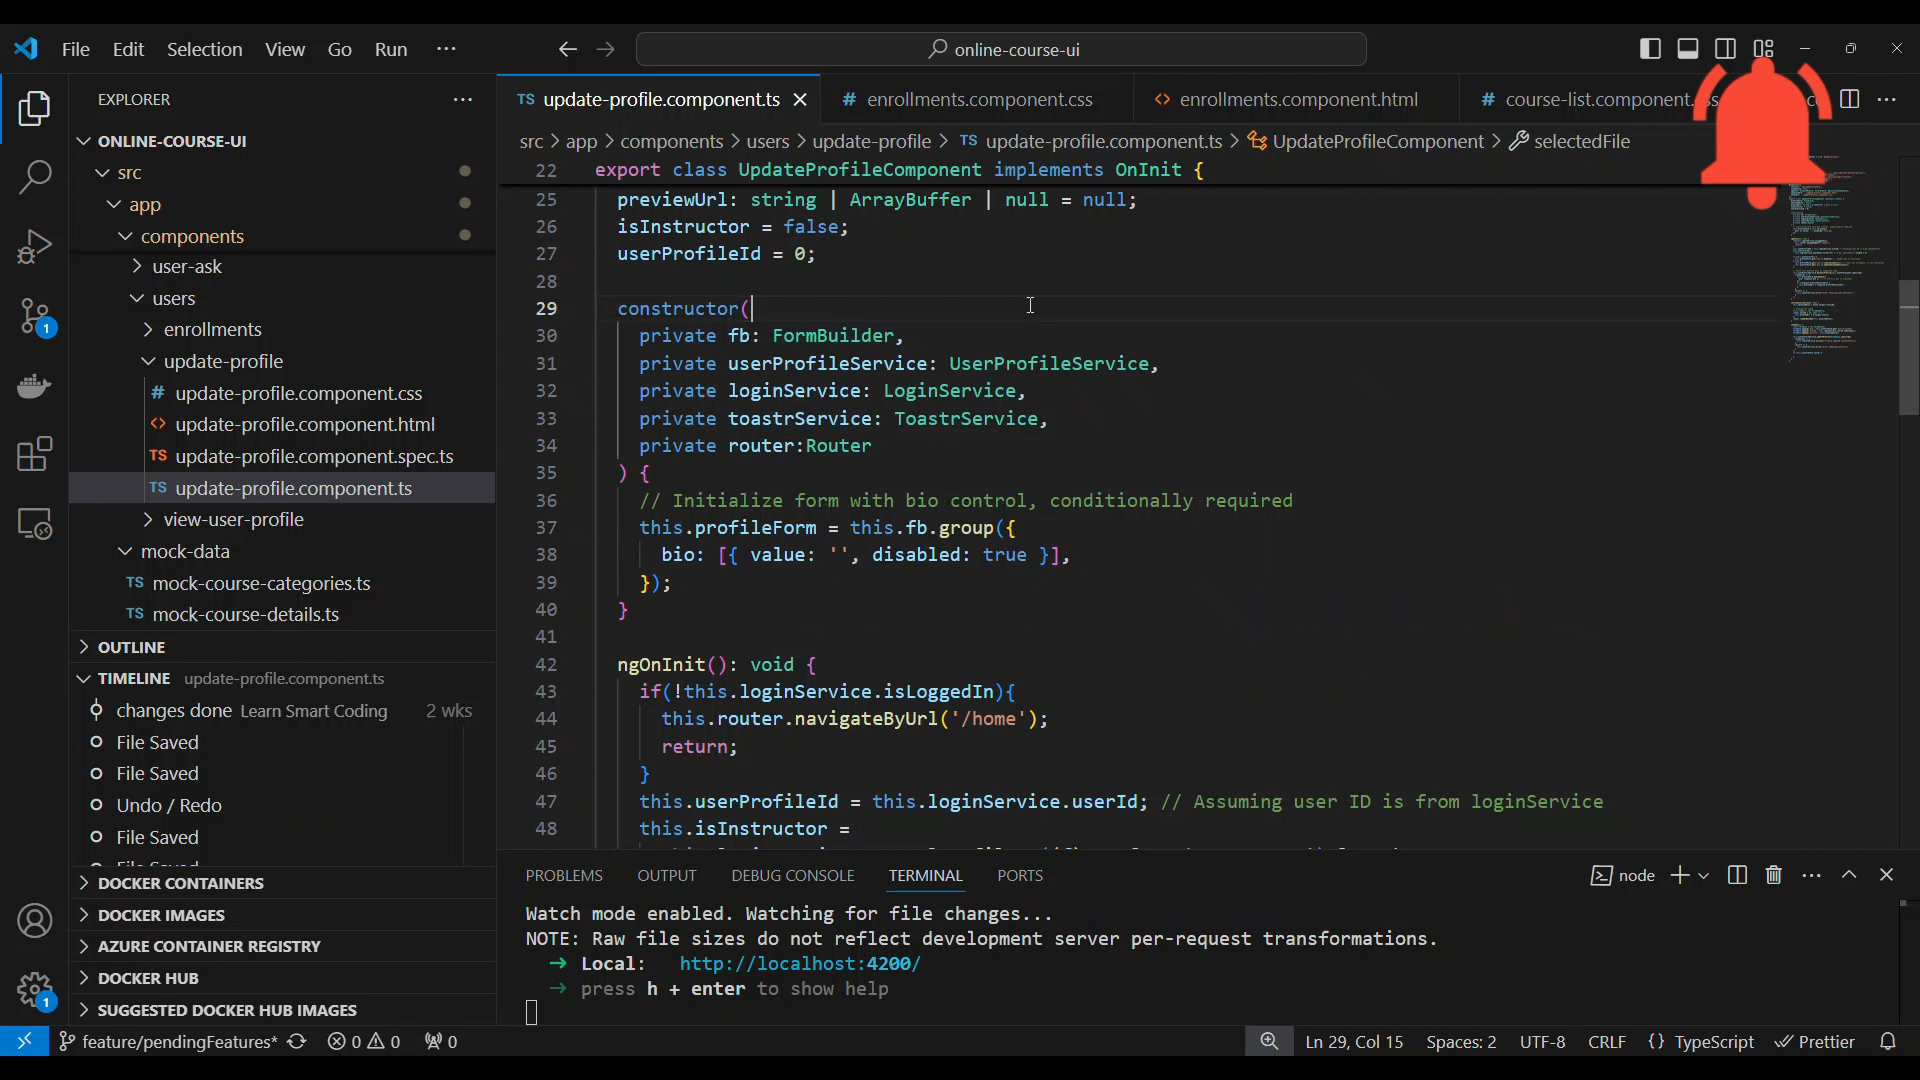 File Edit Selection View Go Run ···
online-course-ui
EXPLORER ···
ONLINE-COURSE-UI
src
app
components
user-ask
users
enrollments
update-profile
# update-profile.component.css
<> update-profile.component.html
TS update-profile.component.spec.ts
TS update-profile.component.ts
view-user-profile
mock-data
TS mock-course-categories.ts
TS mock-course-details.ts
OUTLINE
TIMELINE update-profile.component.ts
changes done Learn Smart Coding 2 wks
File Saved
File Saved
Undo / Redo
File Saved
File Saved
DOCKER CONTAINERS
DOCKER IMAGES
AZURE CONTAINER REGISTRY
DOCKER HUB
SUGGESTED DOCKER HUB IMAGES
1
1
TS update-profile.component.ts # enrollments.component.css <> enrollments.component.html # course-list.component.
src > app > components > users > update-profile > TS update-profile.component.ts > UpdateProfileComponent > selectedFile
22 export class UpdateProfileComponent implements OnInit {
25 previewUrl: string | ArrayBuffer | null = null;
26 isInstructor = false;
27 userProfileId = 0;
28
29 constructor(
30 private fb: FormBuilder,
31 private userProfileService: UserProfileService,
32 private loginService: LoginService,
33 private toastrService: ToastrService,
34 private router:Router
35 ) {
36 // Initialize form with bio control, conditionally required
37 this.profileForm = this.fb.group({
38 bio: [{ value: '', disabled: true }],
39 });
40 }
41
42 ngOnInit(): void {
43 if(!this.loginService.isLoggedIn){
44 this.router.navigateByUrl('/home');
45 return;
46 }
47 this.userProfileId = this.loginService.userId; // Assuming user ID is from loginService
48 this.isInstructor =
PROBLEMS OUTPUT DEBUG CONSOLE TERMINAL PORTS node
Watch mode enabled. Watching for file changes...
NOTE: Raw file sizes do not reflect development server per-request transformations.
➜ Local: http://localhost:4200/
➜ press h + enter to show help
feature/pendingFeatures* 0 0 0 Ln 29, Col 15 Spaces: 2 UTF-8 CRLF {} TypeScript Prettier